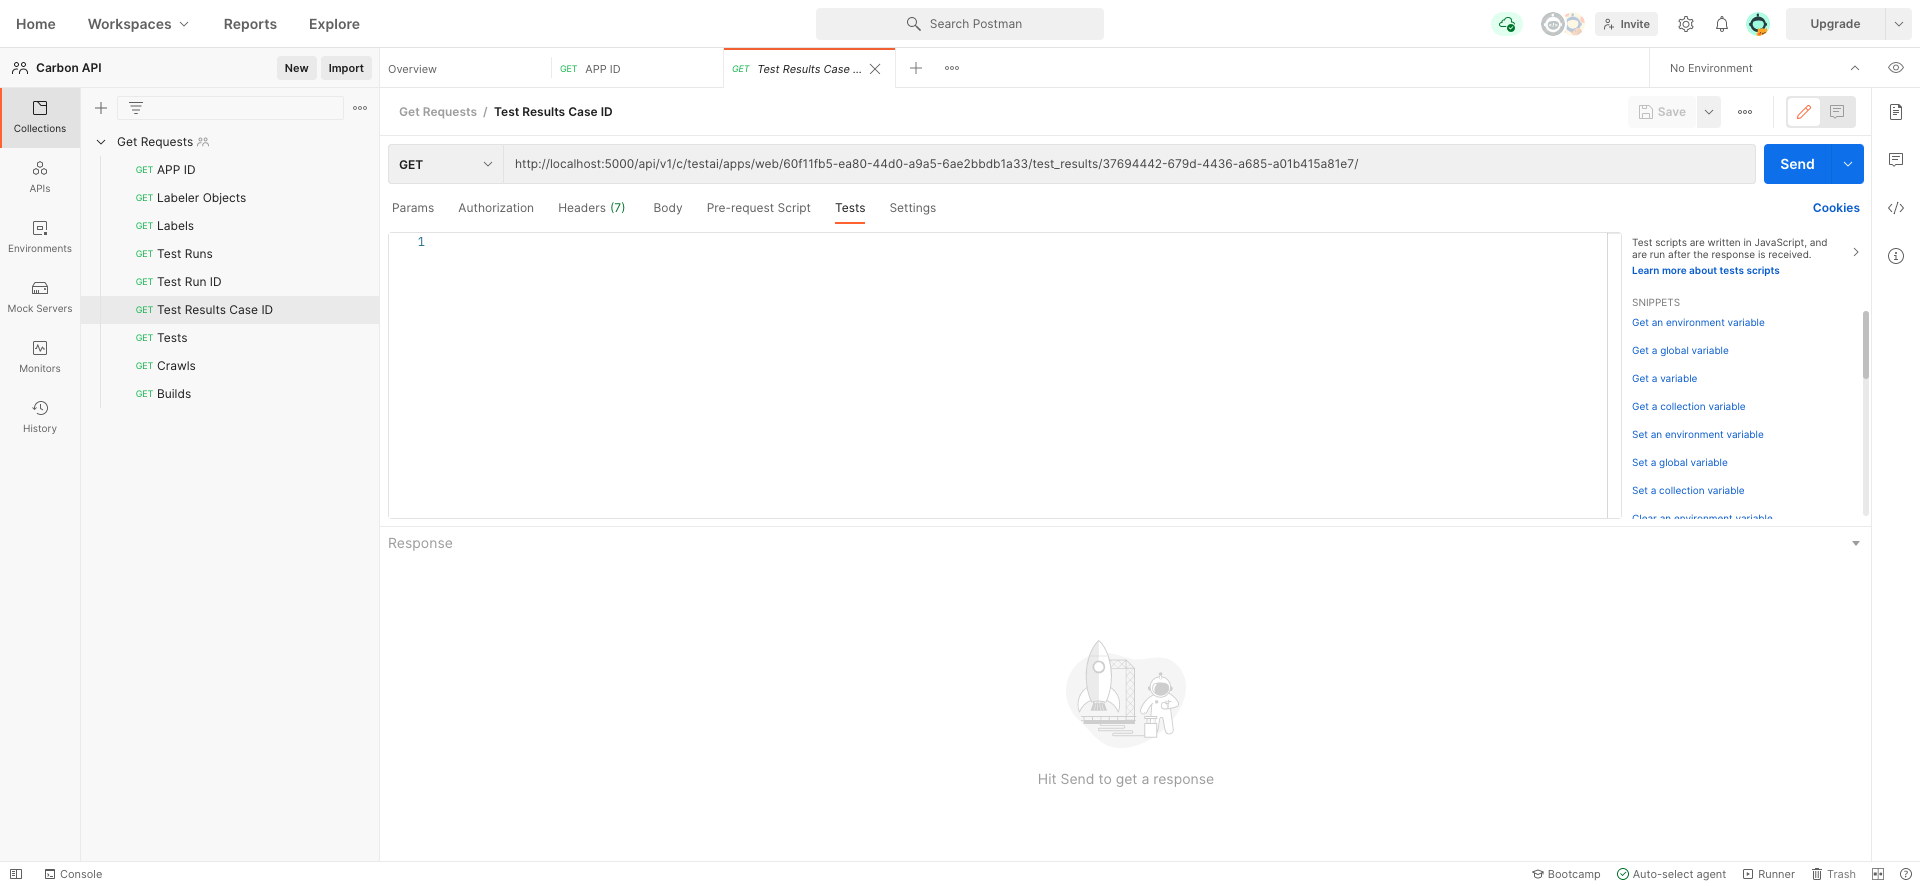 Home Workspaces Reports Explore Search Postman Invite Upgrade
Carbon API New Import Overview GET APP ID GET Test Results Case ... No Environment
Collections
APIs
Environments
Mock Servers
Monitors
History
Get Requests
GET APP ID
GET Labeler Objects
GET Labels
GET Test Runs
GET Test Run ID
GET Test Results Case ID
GET Tests
GET Crawls
GET Builds
Get Requests / Test Results Case ID Save
GET http://localhost:5000/api/v1/c/testai/apps/web/60f11fb5-ea80-44d0-a9a5-6ae2bbdb1a33/test_results/37694442-679d-4436-a685-a01b415a81e7/ Send
Params Authorization Headers (7) Body Pre-request Script Tests Settings Cookies
1
Test scripts are written in JavaScript, and
are run after the response is received.
Learn more about tests scripts
SNIPPETS
Get an environment variable
Get a global variable
Get a variable
Get a collection variable
Set an environment variable
Set a global variable
Set a collection variable
Clear an environment variable
Response
Hit Send to get a response
Console Bootcamp Auto-select agent Runner Trash